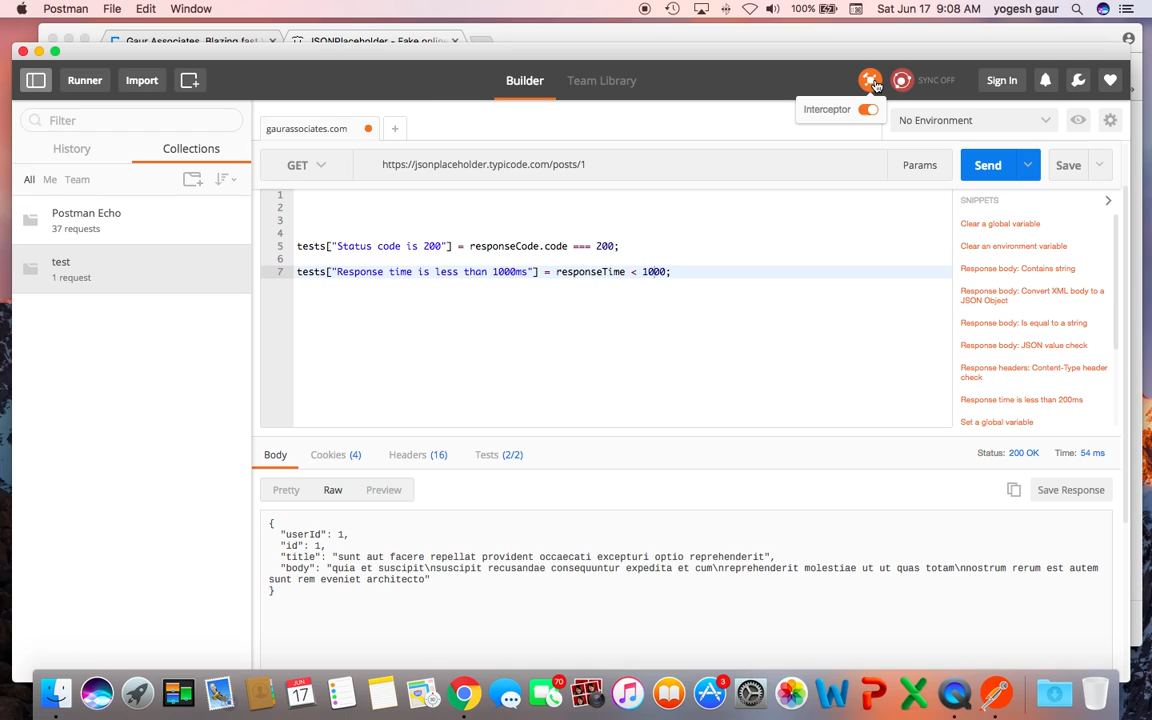 Postman File Edit Window 100% Sat Jun 17 9:08 AM yogesh gaur
Gaur Associates, Blazing fast
JSONPlaceholder - Fake online
Runner Import Builder Team Library SYNC OFF Sign In
Interceptor
Filter
History Collections
All Me Team
Postman Echo
37 requests
test
1 request
gaurassociates.com + No Environment
GET https://jsonplaceholder.typicode.com/posts/1 Params Send Save
1
2
3
4
5 tests["Status code is 200"] = responseCode.code === 200;
6
7 tests["Response time is less than 1000ms"] = responseTime < 1000;
SNIPPETS
Clear a global variable
Clear an environment variable
Response body: Contains string
Response body: Convert XML body to a
JSON Object
Response body: Is equal to a string
Response body: JSON value check
Response headers: Content-Type header
check
Response time is less than 200ms
Set a global variable
Body Cookies (4) Headers (16) Tests (2/2) Status: 200 OK Time: 54 ms
Pretty Raw Preview Save Response
{
"userId": 1,
"id": 1,
"title": "sunt aut facere repellat provident occaecati excepturi optio reprehenderit",
"body": "quia et suscipit\nsuscipit recusandae consequuntur expedita et cum\nreprehenderit molestiae ut ut quas totam\nnostrum rerum est autem
sunt rem eveniet architecto"
}
17
70
3